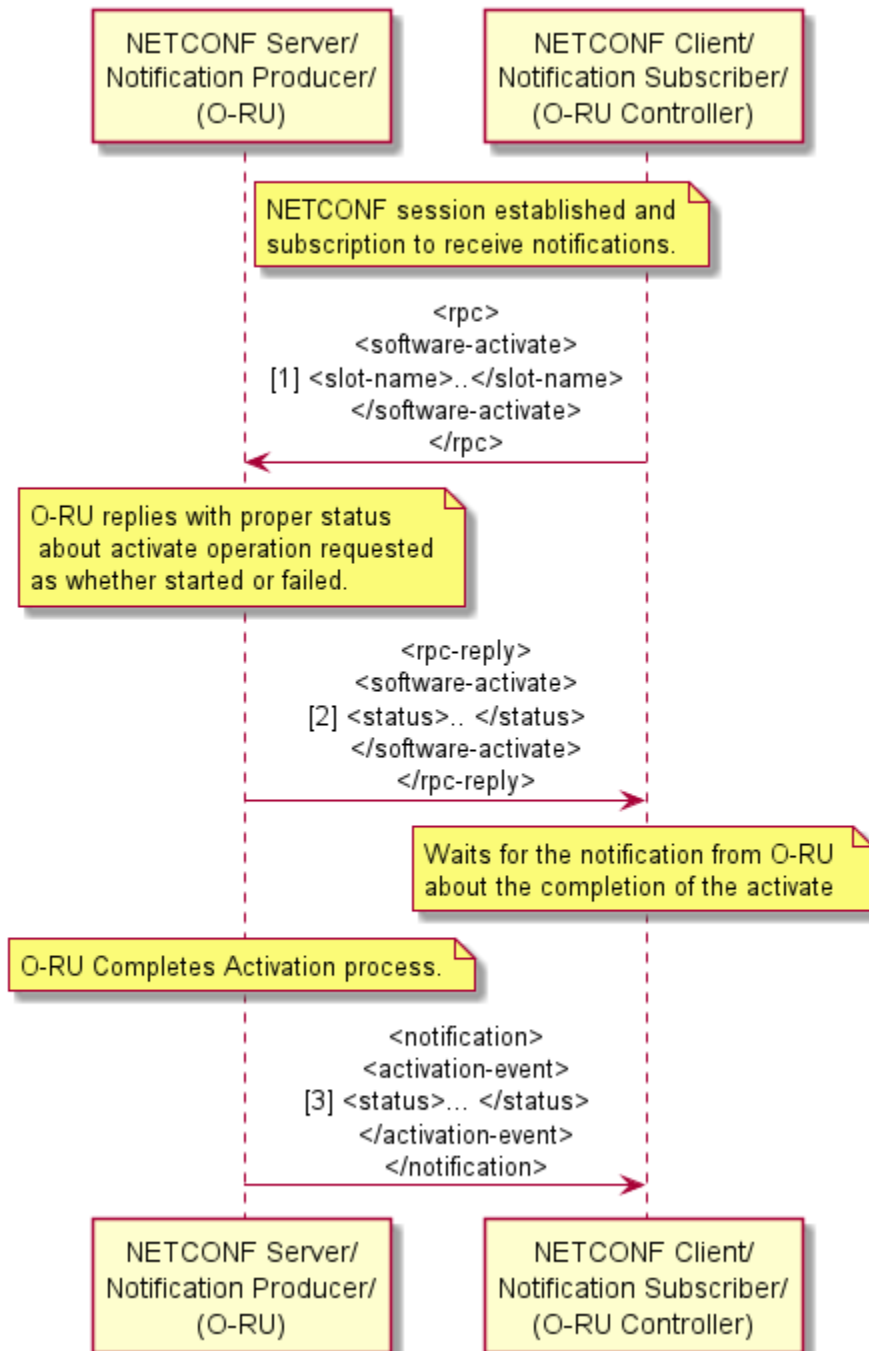 NETCONF Server/
Notification Producer/
(O-RU)
NETCONF Client/
Notification Subscriber/
(O-RU Controller)
NETCONF session established and
subscription to receive notifications.
<rpc>
<software-activate>
[1] <slot-name>..</slot-name>
</software-activate>
</rpc>
O-RU replies with proper status
about activate operation requested
as whether started or failed.
<rpc-reply>
<software-activate>
[2] <status>.. </status>
</software-activate>
</rpc-reply>
Waits for the notification from O-RU
about the completion of the activate
O-RU Completes Activation process.
<notification>
<activation-event>
[3] <status>... </status>
</activation-event>
</notification>
NETCONF Server/
Notification Producer/
(O-RU)
NETCONF Client/
Notification Subscriber/
(O-RU Controller)